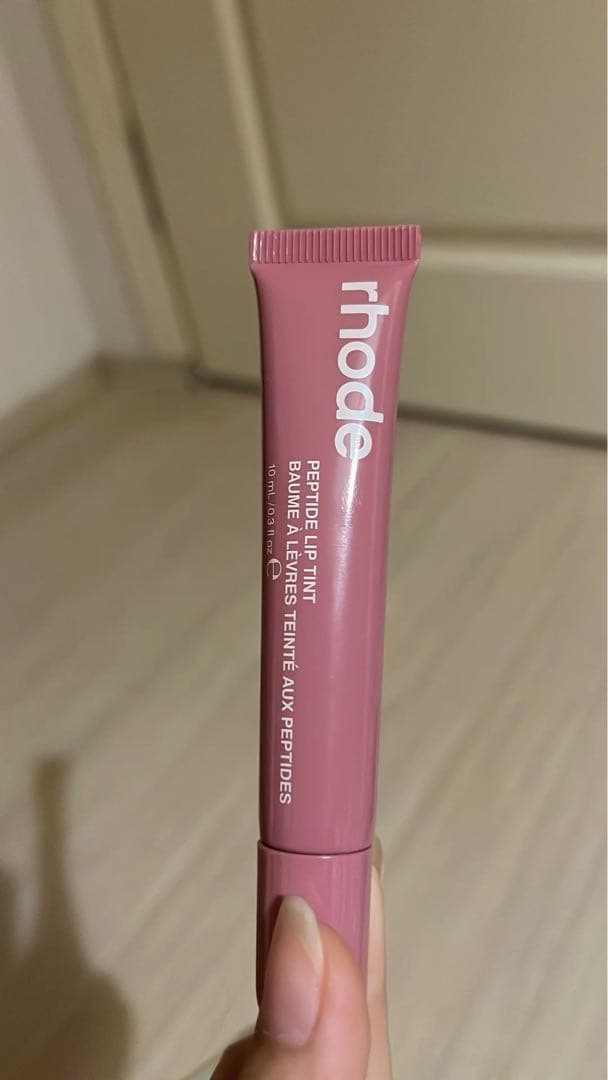 rhode
PEPTIDE LIP TINT
BAUME À LÈVRES TEINTÉ AUX PEPTIDES
10 mL / 0.3 fl oz ℮